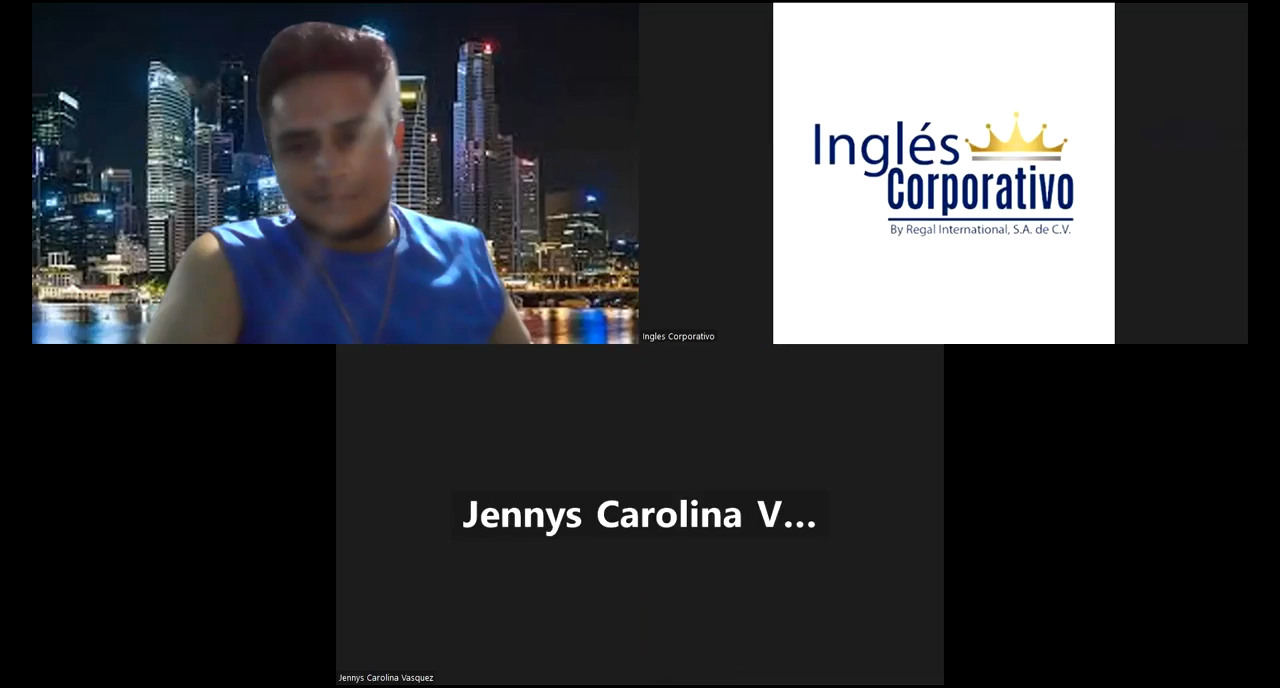 Inglés
Corporativo
By Regal International, S.A. de C.V.
Ingles Corporativo
Jennys Carolina V...
Jennys Carolina Vasquez